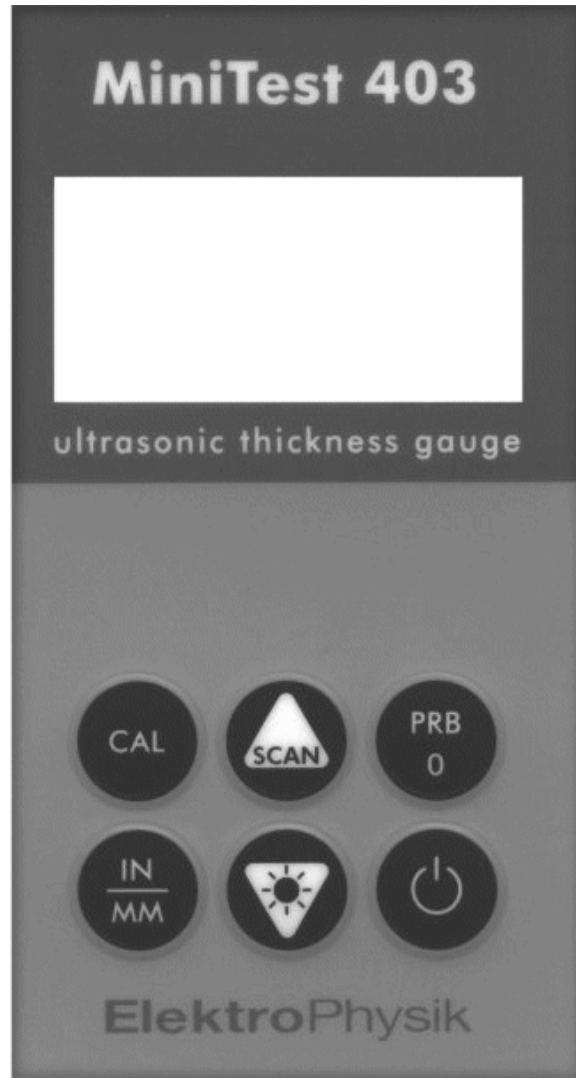 MiniTest 403
ultrasonic thickness gauge
CAL
SCAN
PRB
0
IN
MM
ElektroPhysik